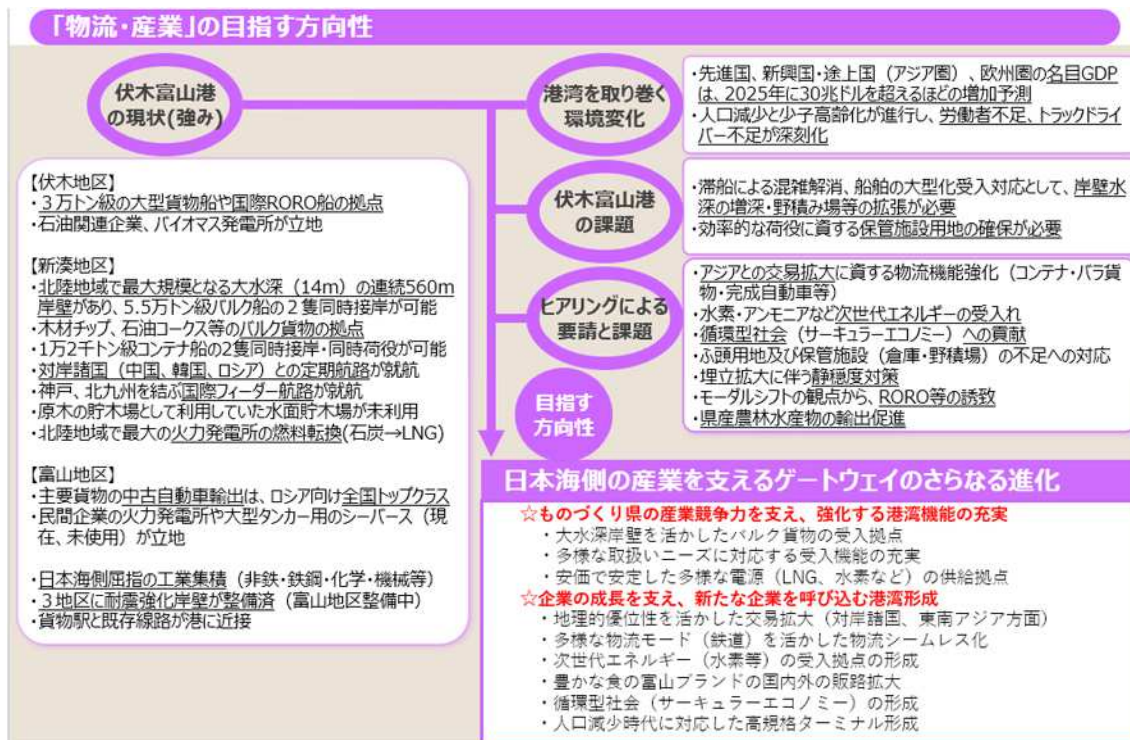 「物流・産業」の目指す方向性
伏木富山港
の現状(強み)
【伏木地区】
・３万トン級の大型貨物船や国際RORO船の拠点
・石油関連企業、バイオマス発電所が立地
【新湊地区】
・北陸地域で最大規模となる大水深（14m）の連続560m
岸壁があり、5.5万トン級バルク船の２隻同時接岸が可能
・木材チップ、石油コークス等のバルク貨物の拠点
・1万2千トン級コンテナ船の2隻同時接岸・同時荷役が可能
・対岸諸国（中国、韓国、ロシア）との定期航路が就航
・神戸、北九州を結ぶ国際フィーダー航路が就航
・原木の貯木場として利用していた水面貯木場が未利用
・北陸地域で最大の火力発電所の燃料転換(石炭→LNG)
【富山地区】
・主要貨物の中古自動車輸出は、ロシア向け全国トップクラス
・民間企業の火力発電所や大型タンカー用のシーバース（現
在、未使用）が立地
・日本海側屈指の工業集積（非鉄・鉄鋼・化学・機械等）
・３地区に耐震強化岸壁が整備済（富山地区整備中）
・貨物駅と既存線路が港に近接
港湾を取り巻く
環境変化
・先進国、新興国・途上国（アジア圏）、欧州圏の名目GDP
は、2025年に30兆ドルを超えるほどの増加予測
・人口減少と少子高齢化が進行し、労働者不足、トラックドライ
バー不足が深刻化
伏木富山港
の課題
・滞船による混雑解消、船舶の大型化受入対応として、岸壁水
深の増深・野積み場等の拡張が必要
・効率的な荷役に資する保管施設用地の確保が必要
ヒアリングによる
要請と課題
・アジアとの交易拡大に資する物流機能強化（コンテナ・バラ貨
物・完成自動車等）
・水素・アンモニアなど次世代エネルギーの受入れ
・循環型社会（サーキュラーエコノミー）への貢献
・ふ頭用地及び保管施設（倉庫・野積場）の不足への対応
・埋立拡大に伴う静穏度対策
・モーダルシフトの観点から、RORO等の誘致
・県産農林水産物の輸出促進
目指す
方向性
日本海側の産業を支えるゲートウェイのさらなる進化
☆ものづくり県の産業競争力を支え、強化する港湾機能の充実
・大水深岸壁を活かしたバルク貨物の受入拠点
・多様な取扱いニーズに対応する受入機能の充実
・安価で安定した多様な電源（LNG、水素など）の供給拠点
☆企業の成長を支え、新たな企業を呼び込む港湾形成
・地理的優位性を活かした交易拡大（対岸諸国、東南アジア方面）
・多様な物流モード（鉄道）を活かした物流シームレス化
・次世代エネルギー（水素等）の受入拠点の形成
・豊かな食の富山ブランドの国内外の販路拡大
・循環型社会（サーキュラーエコノミー）の形成
・人口減少時代に対応した高規格ターミナル形成